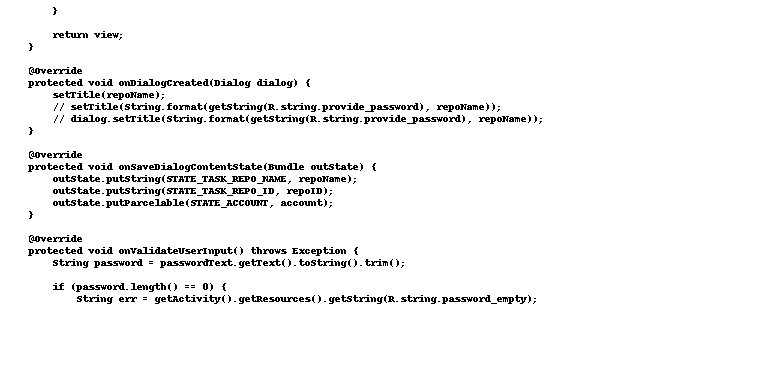 }
return view;
}
@Override
protected void onDialogCreated(Dialog dialog) {
setTitle(repoName);
// setTitle(String.format(getString(R.string.provide_password), repoName));
// dialog.setTitle(String.format(getString(R.string.provide_password), repoName));
}
@Override
protected void onSaveDialogContentState(Bundle outState) {
outState.putString(STATE_TASK_REPO_NAME, repoName);
outState.putString(STATE_TASK_REPO_ID, repoID);
outState.putParcelable(STATE_ACCOUNT, account);
}
@Override
protected void onValidateUserInput() throws Exception {
String password = passwordText.getText().toString().trim();
if (password.length() == 0) {
String err = getActivity().getResources().getString(R.string.password_empty);